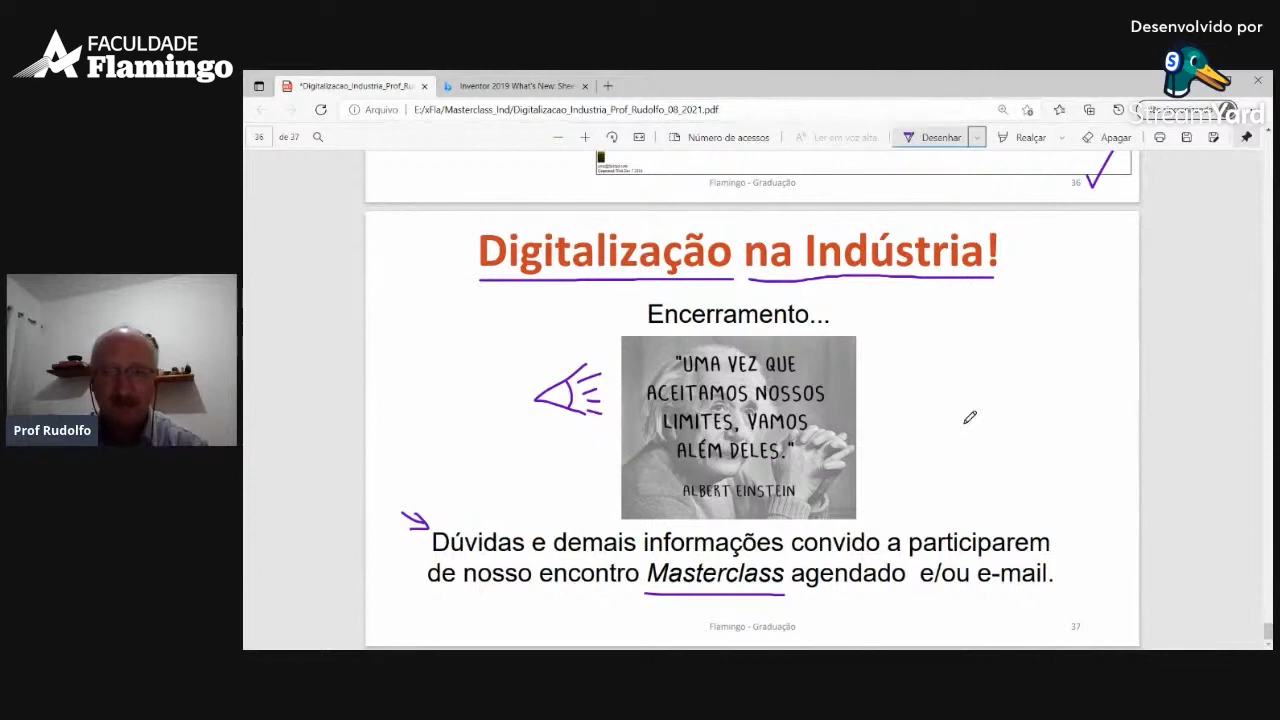 Desenvolvido por
S
StreamYard
FACULDADE
Flamingo
*Digitalizacao_Industria_Prof_Ru
Inventor 2019 What's New: Shee
Arquivo
E:/xFla/Masterclass_Ind/Digitalizacao_Industria_Prof_Rudolfo_08_2021.pdf
36
de 37
Número de acessos
Ler em voz alta
Desenhar
Realçar
Apagar
Flamingo - Graduação
36
Digitalização na Indústria!
Encerramento...
"UMA VEZ QUE
ACEITAMOS NOSSOS
LIMITES, VAMOS
ALÉM DELES."
ALBERT EINSTEIN
Prof Rudolfo
Dúvidas e demais informações convido a participarem
de nosso encontro Masterclass agendado e/ou e-mail.
Flamingo - Graduação
37